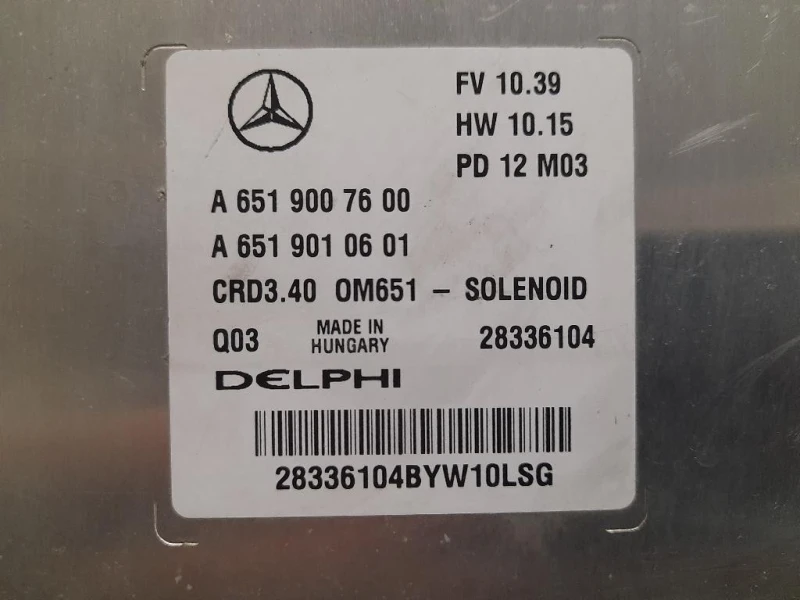 FV 10.39
HW 10.15
PD 12 M03
A 651 900 76 00
A 651 901 06 01
CRD3.40 OM651 – SOLENOID
Q03 MADE IN HUNGARY 28336104
DELPHI
28336104BYW10LSG